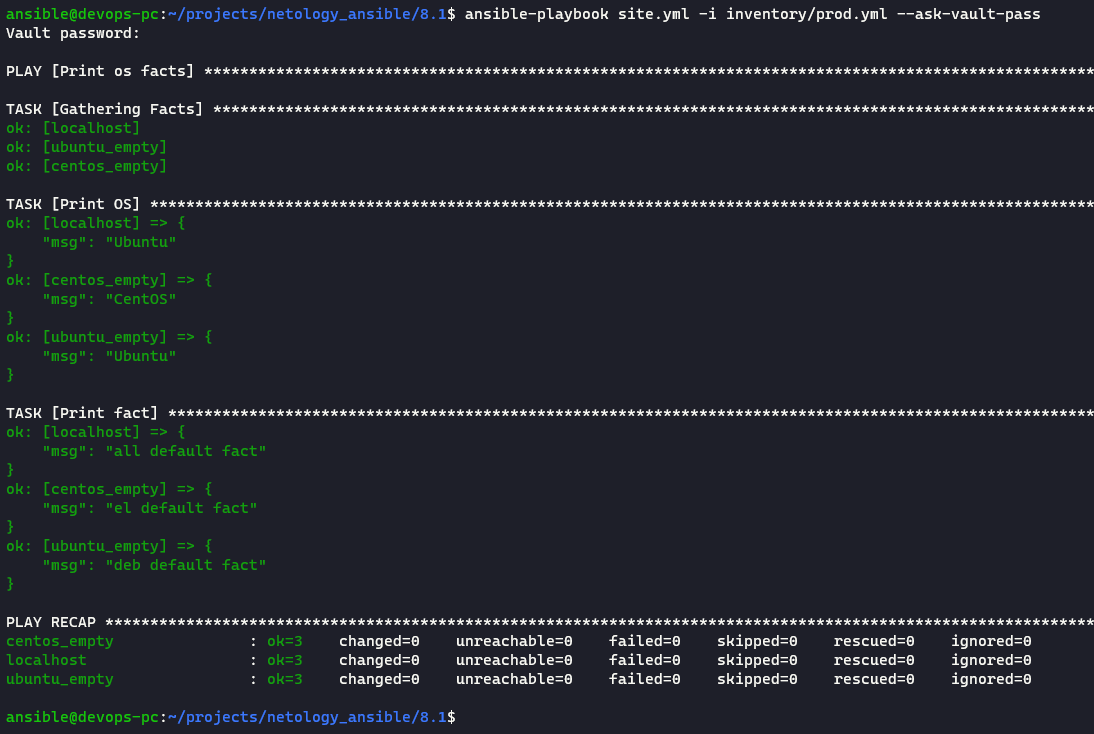 ansible@devops-pc:~/projects/netology_ansible/8.1$ ansible-playbook site.yml -i inventory/prod.yml --ask-vault-pass
Vault password:

PLAY [Print os facts] ***************************************************************************************************

TASK [Gathering Facts] **************************************************************************************************
ok: [localhost]
ok: [ubuntu_empty]
ok: [centos_empty]

TASK [Print OS] *********************************************************************************************************
ok: [localhost] => {
    "msg": "Ubuntu"
}
ok: [centos_empty] => {
    "msg": "CentOS"
}
ok: [ubuntu_empty] => {
    "msg": "Ubuntu"
}

TASK [Print fact] *******************************************************************************************************
ok: [localhost] => {
    "msg": "all default fact"
}
ok: [centos_empty] => {
    "msg": "el default fact"
}
ok: [ubuntu_empty] => {
    "msg": "deb default fact"
}

PLAY RECAP **************************************************************************************************************
centos_empty               : ok=3    changed=0    unreachable=0    failed=0    skipped=0    rescued=0    ignored=0
localhost                  : ok=3    changed=0    unreachable=0    failed=0    skipped=0    rescued=0    ignored=0
ubuntu_empty               : ok=3    changed=0    unreachable=0    failed=0    skipped=0    rescued=0    ignored=0

ansible@devops-pc:~/projects/netology_ansible/8.1$